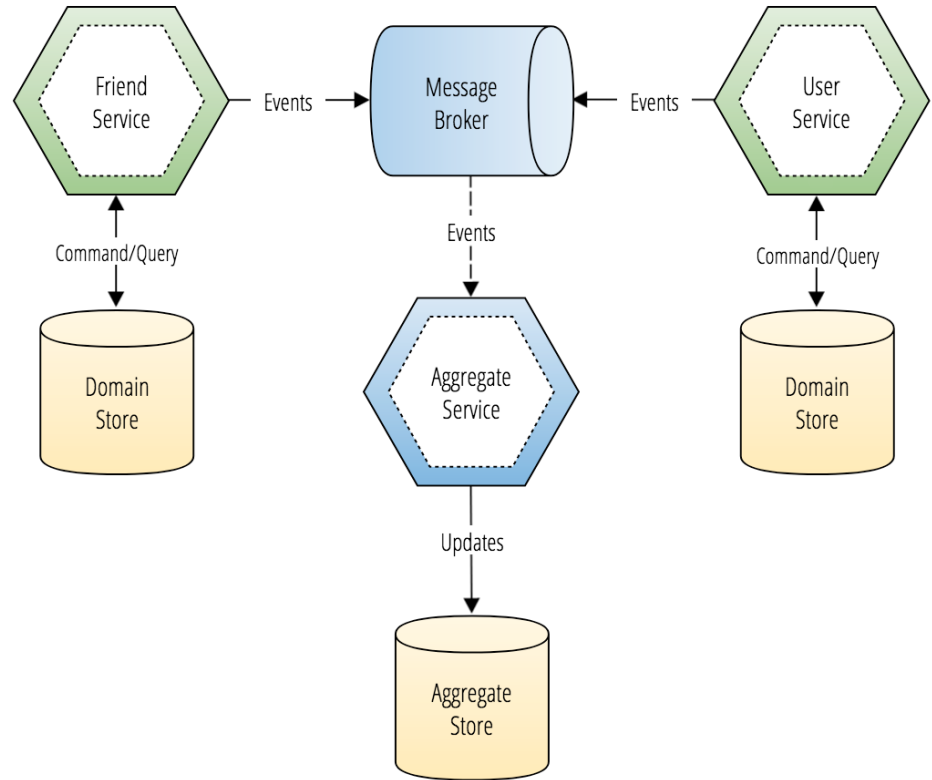 Friend
Service
Events
Message
Broker
Events
User
Service
Command/Query
Events
Command/Query
Domain
Store
Aggregate
Service
Domain
Store
Updates
Aggregate
Store